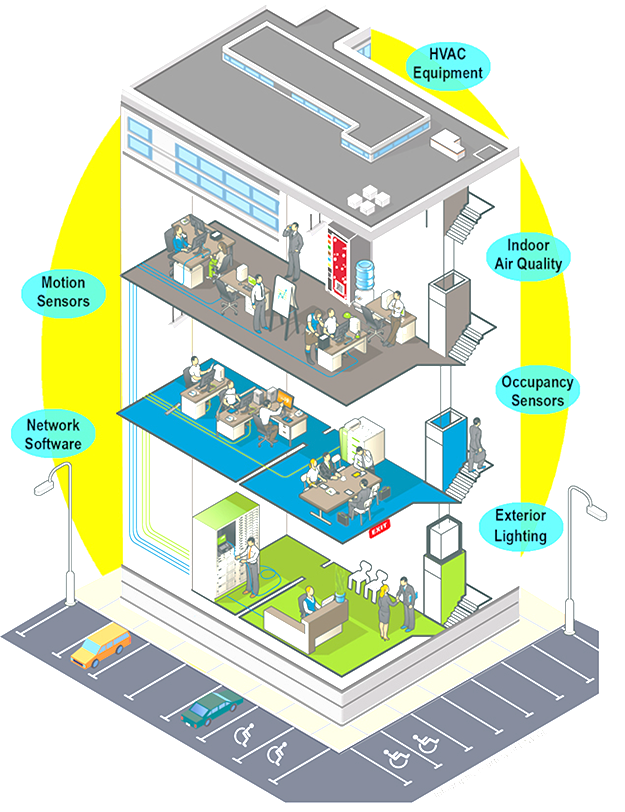 HVAC
Equipment
Indoor
Air Quality
Motion
Sensors
Occupancy
Sensors
Network
Software
Exterior
Lighting
EXIT